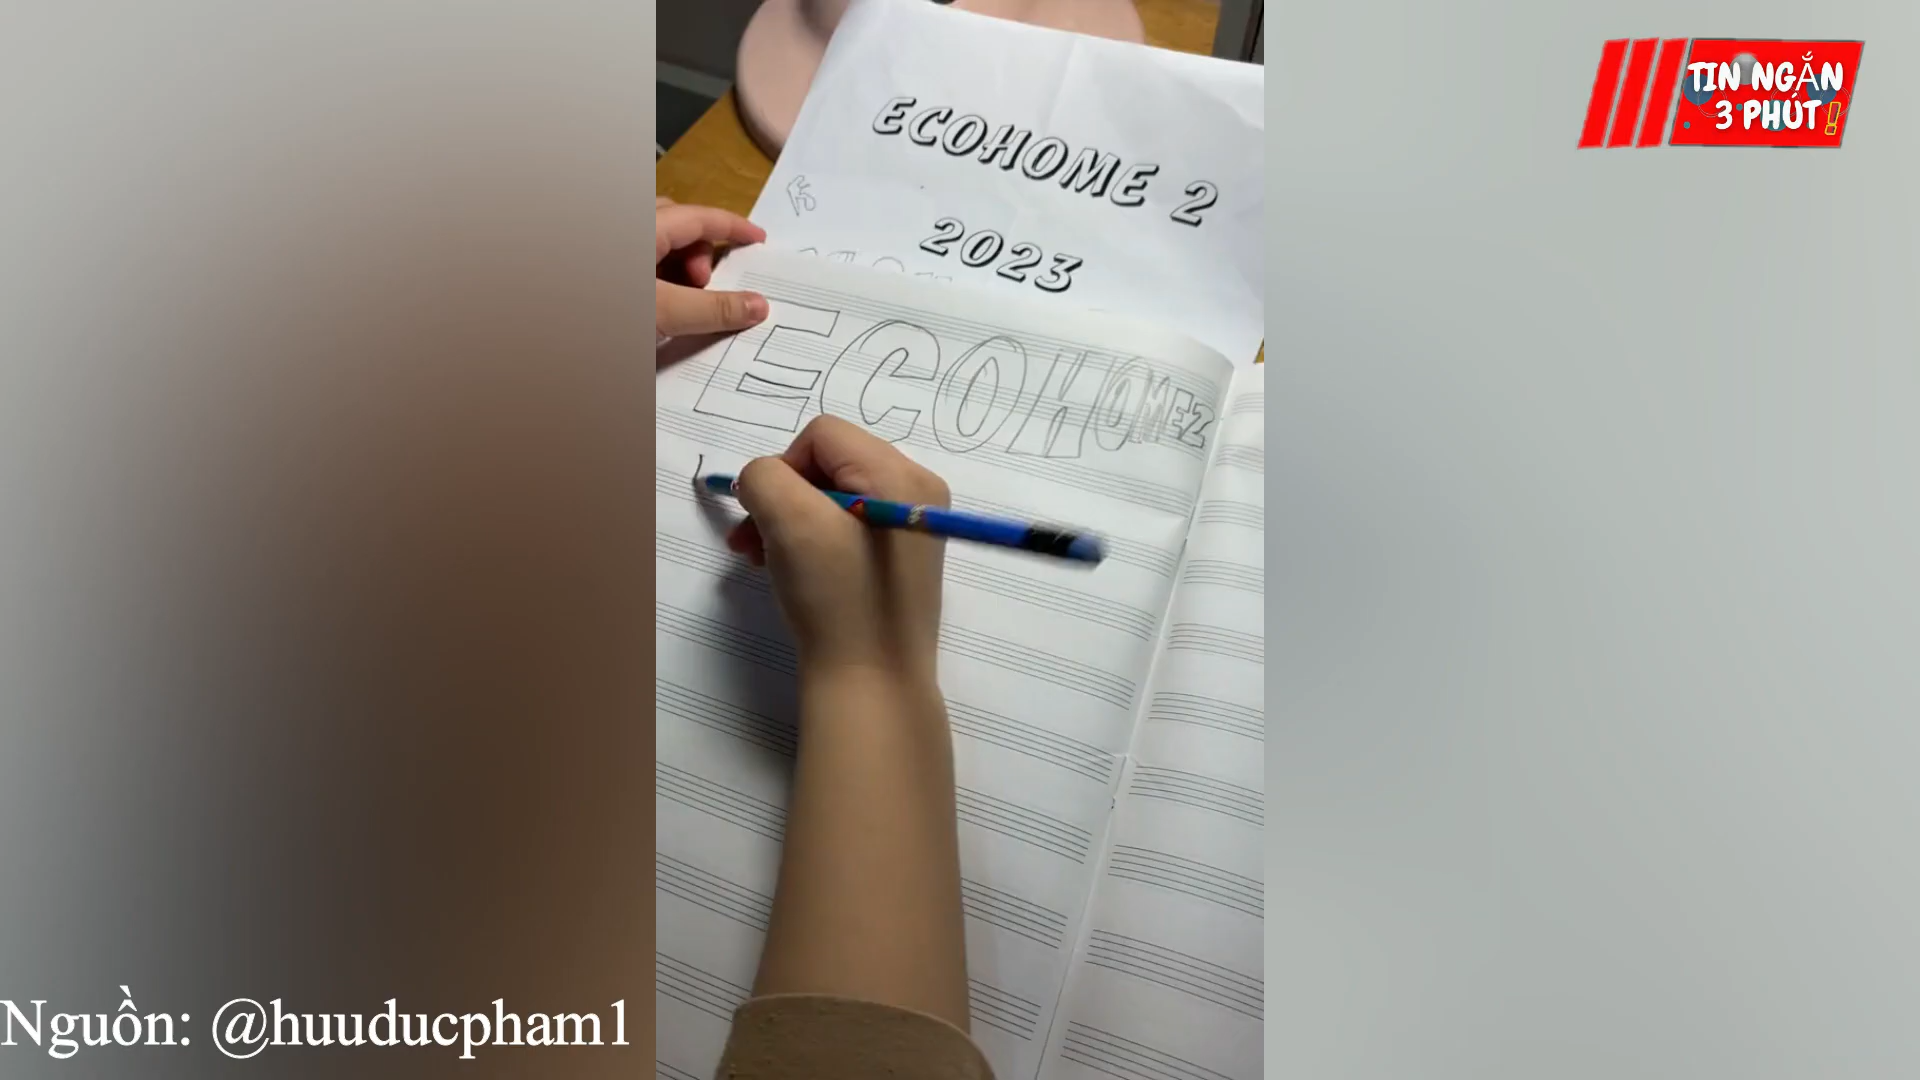 TIN NGẮN
3 PHÚT !
ECOHOME 2
2023
ECOHOME2
Nguồn: @huuducpham1